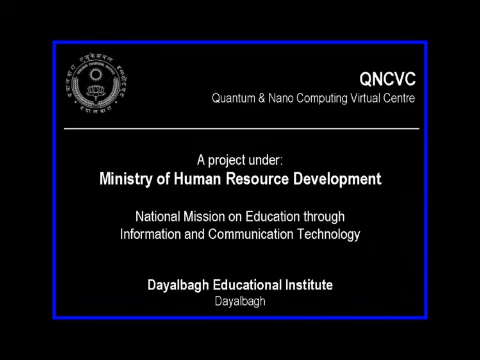 QNCVC
Quantum & Nano Computing Virtual Centre
A project under:
Ministry of Human Resource Development
National Mission on Education through
Information and Communication Technology
Dayalbagh Educational Institute
Dayalbagh